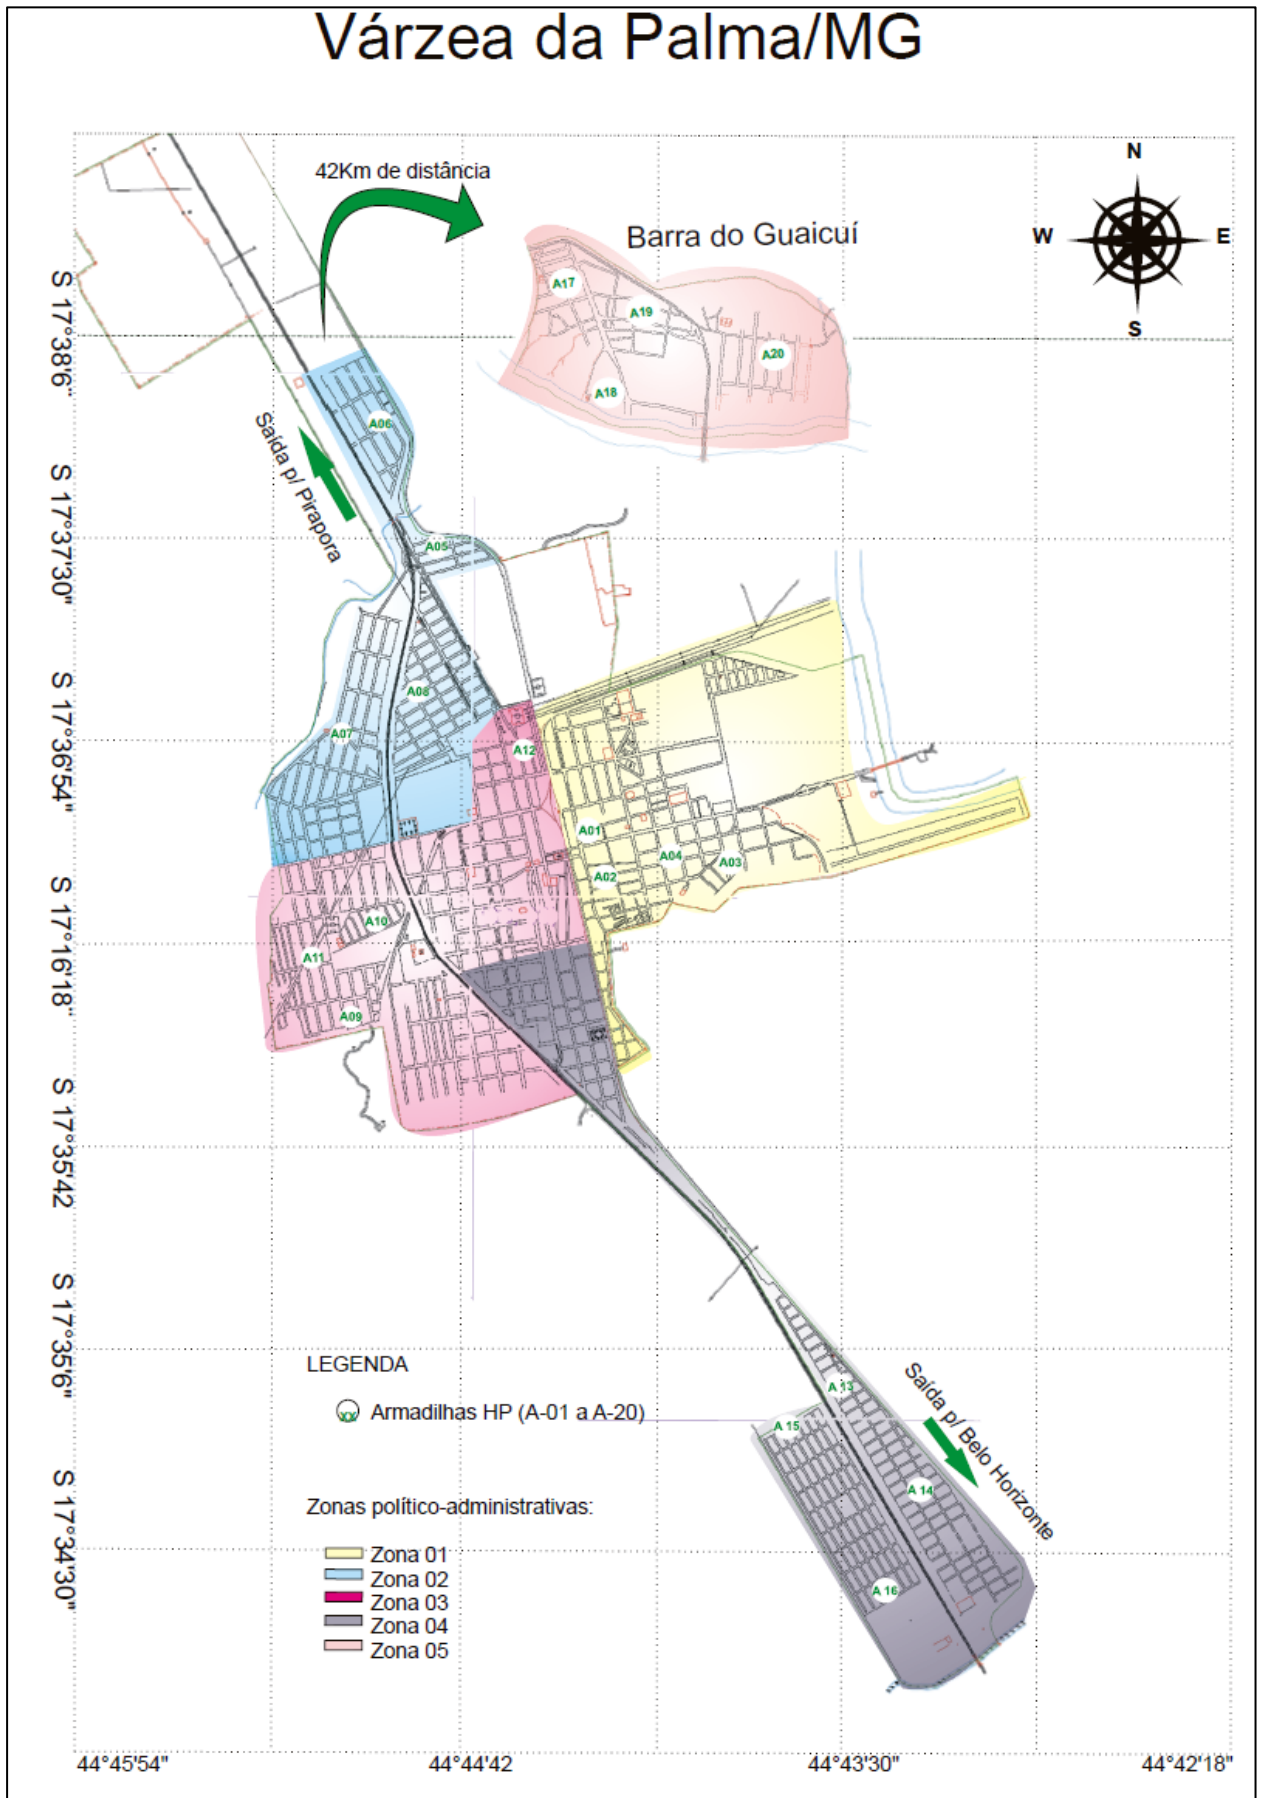 Várzea da Palma/MG
42Km de distância
Barra do Guaicuí
N
W
E
S
A17
A19
A20
A18
S 17°38'6"
A06
Saída p/ Pirapora
S 17°37'30"
A05
A08
A07
S 17°36'54"
A12
A01
A04
A03
A02
S 17°16'18"
A10
A11
A09
S 17°35'42
S 17°35'6"
LEGENDA
XX Armadilhas HP (A-01 a A-20)
A 13
A 15
Saída p/ Belo Horizonte
A 14
A 16
S 17°34'30"
Zonas político-administrativas:
Zona 01
Zona 02
Zona 03
Zona 04
Zona 05
44°45'54"
44°44'42
44°43'30"
44°42'18"